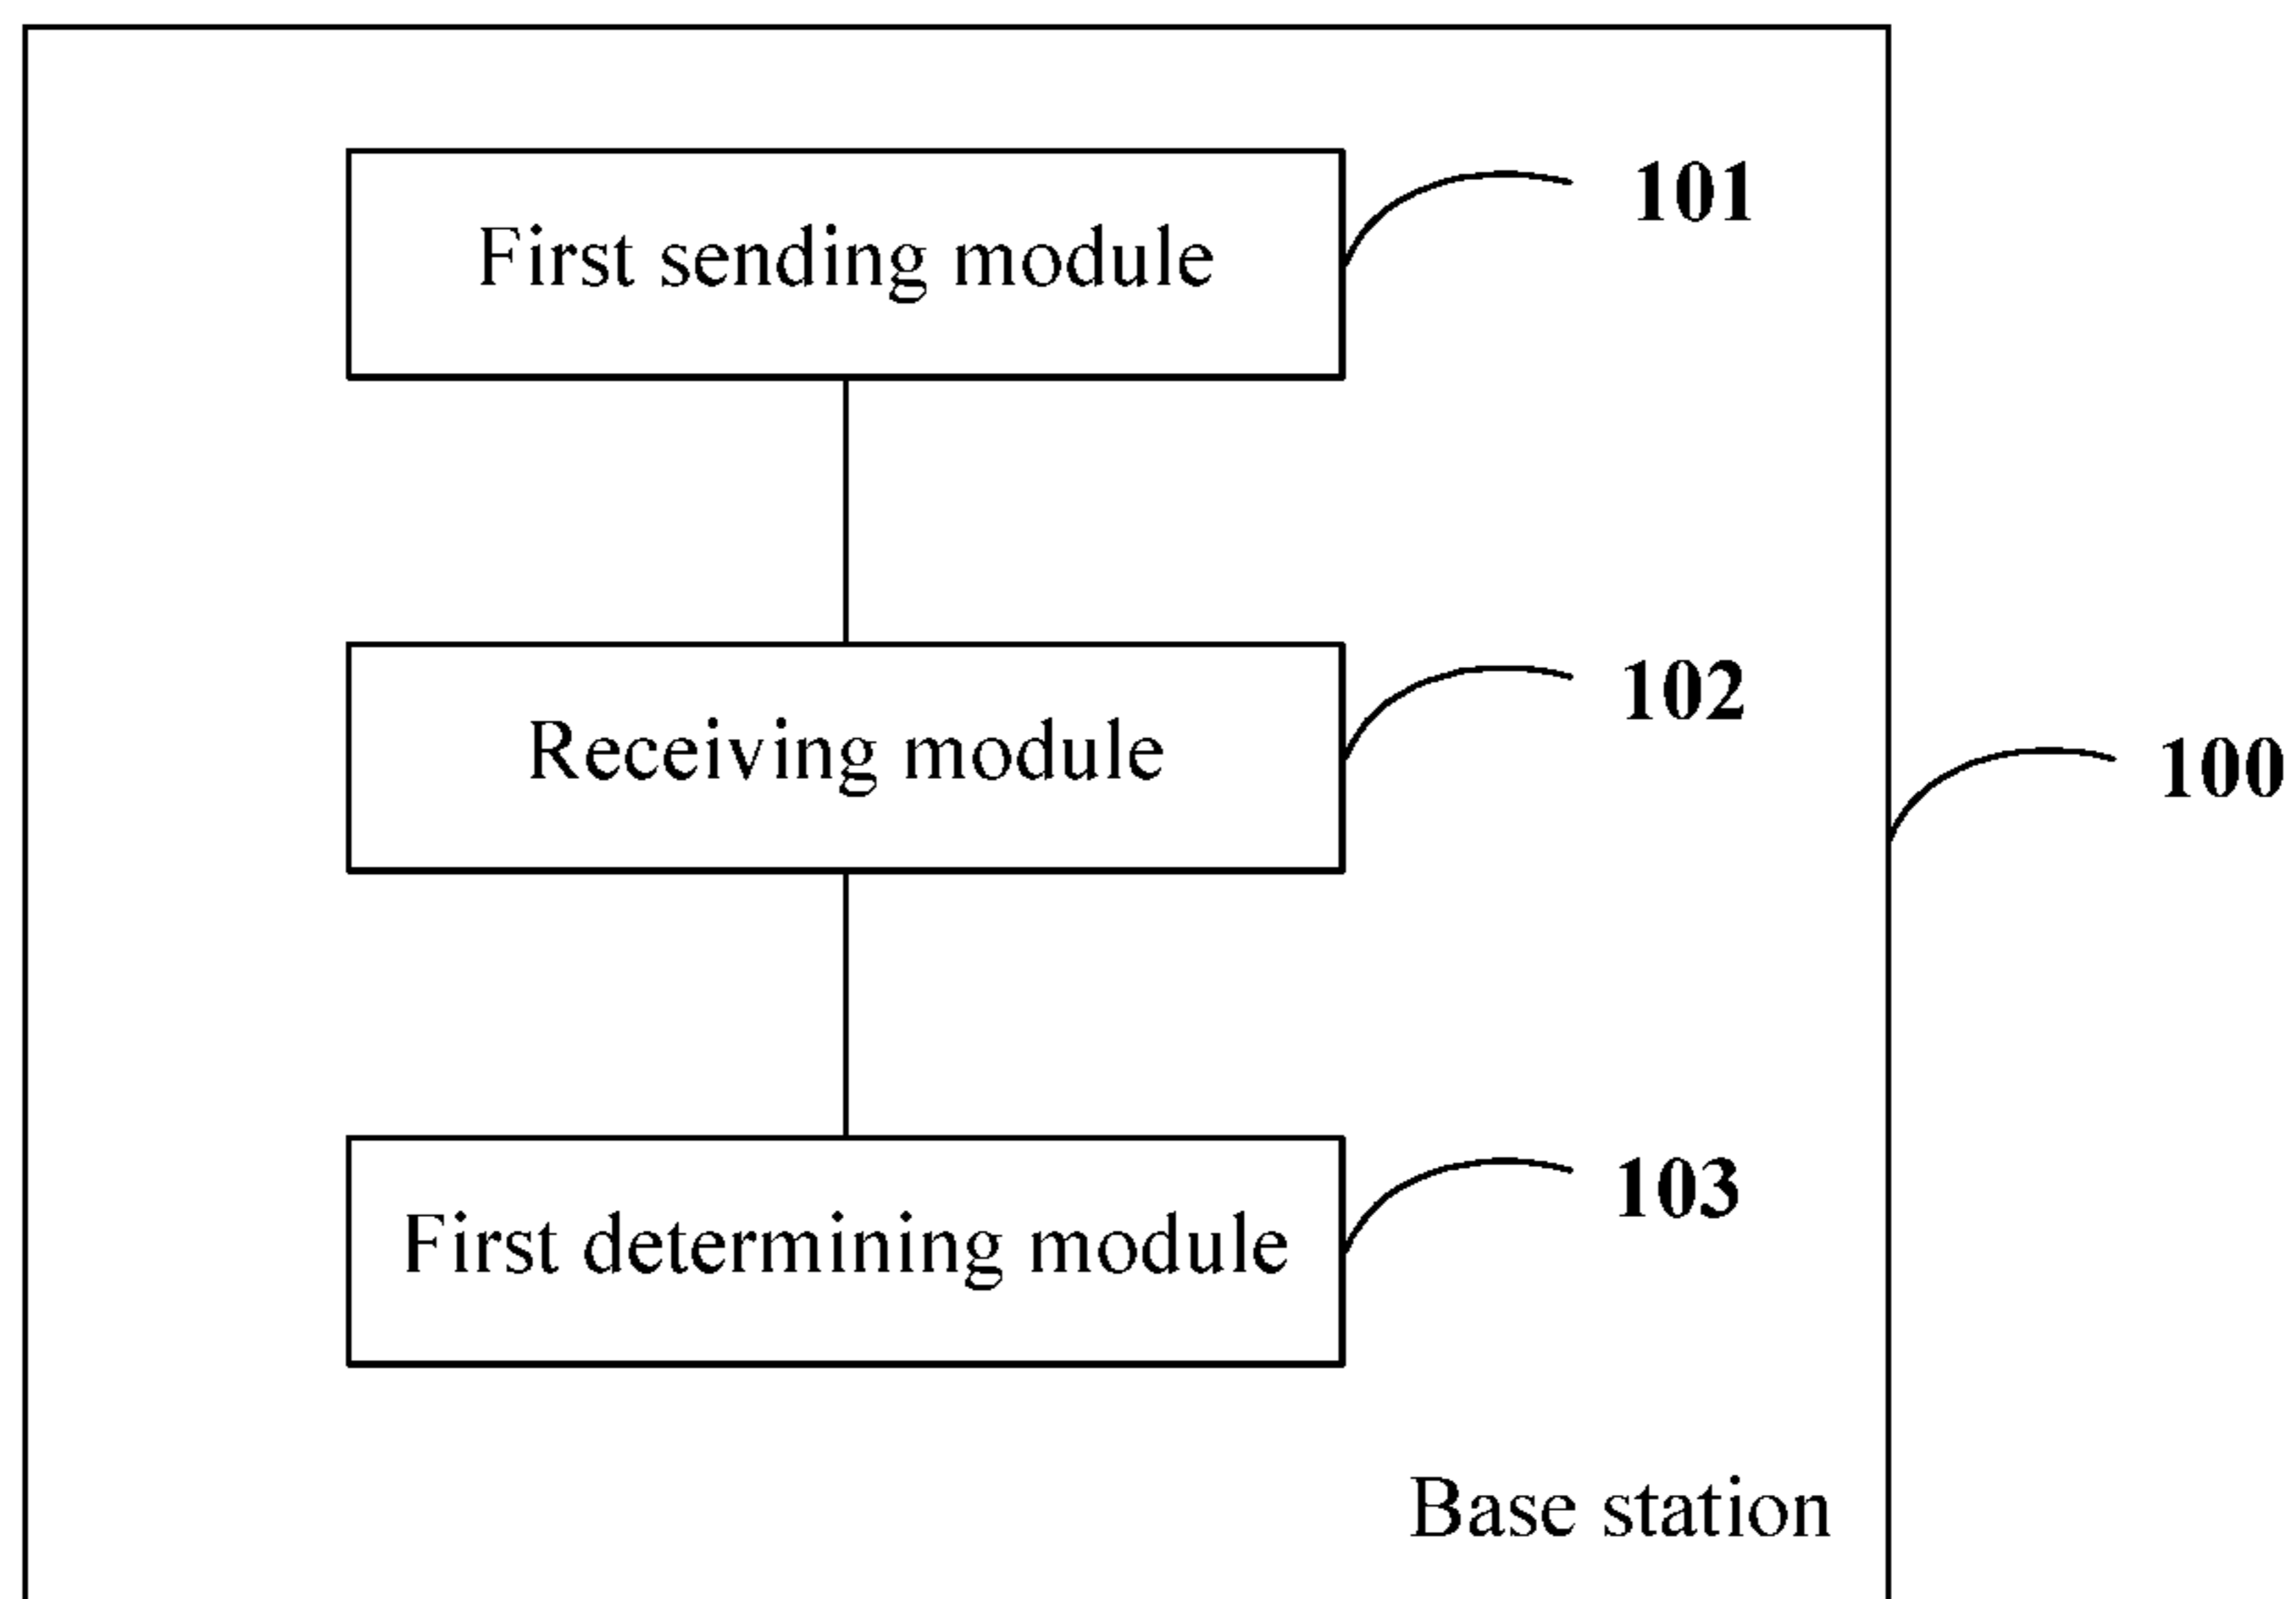 First sending module
101
Receiving module
102
100
First determining module
103
Base station